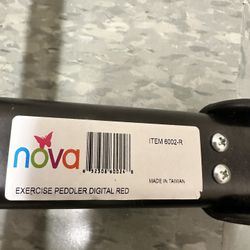 nova
ITEM 6002-R
EXERCISE PEDDLER DIGITAL RED
MADE IN TAIWAN